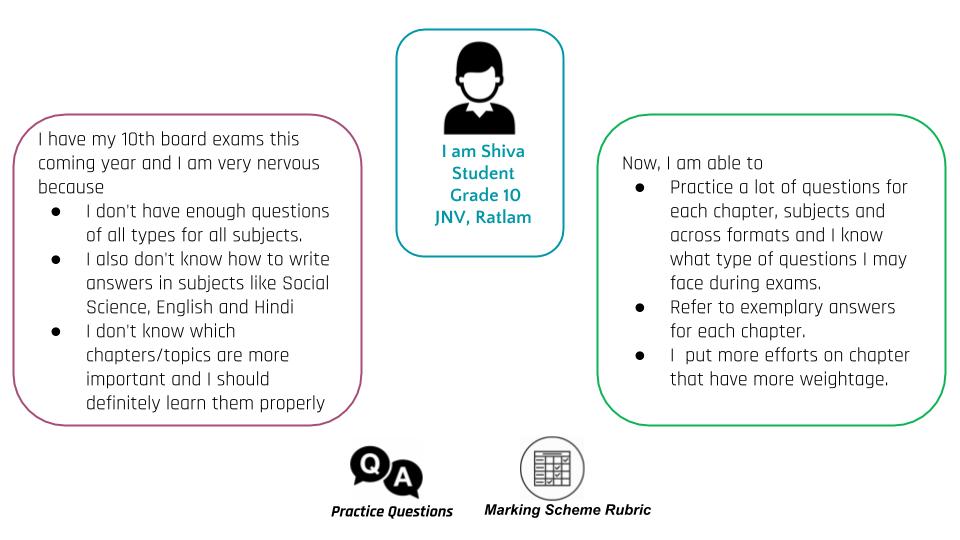 I am Shiva
Student
Grade 10
JNV, Ratlam
I have my 10th board exams this
coming year and I am very nervous
because
● I don't have enough questions
of all types for all subjects.
● I also don't know how to write
answers in subjects like Social
Science, English and Hindi
● I don't know which
chapters/topics are more
important and I should
definitely learn them properly
Now, I am able to
● Practice a lot of questions for
each chapter, subjects and
across formats and I know
what type of questions I may
face during exams.
● Refer to exemplary answers
for each chapter.
● I put more efforts on chapter
that have more weightage.
Q A
Practice Questions
Marking Scheme Rubric